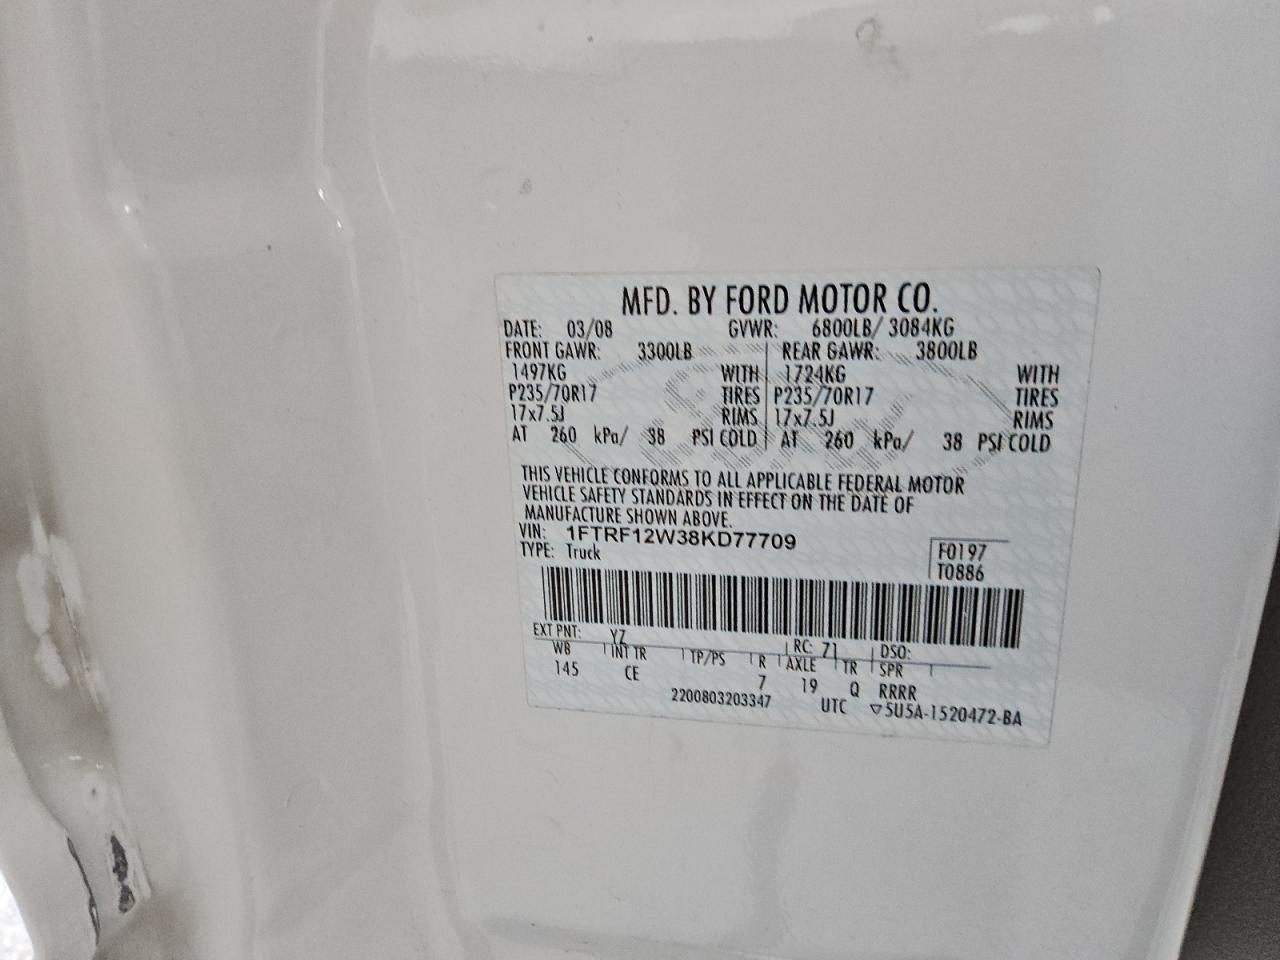 MFD. BY FORD MOTOR CO.
DATE: 03/08 GVWR: 6800LB/ 3084KG
FRONT GAWR: 3300LB REAR GAWR: 3800LB
1497KG WITH 1724KG WITH
P235/70R17 TIRES P235/70R17 TIRES
17x7.5J RIMS 17x7.5J RIMS
AT 260 kPa/ 38 PSI COLD AT 260 kPa/ 38 PSI COLD
THIS VEHICLE CONFORMS TO ALL APPLICABLE FEDERAL MOTOR
VEHICLE SAFETY STANDARDS IN EFFECT ON THE DATE OF
MANUFACTURE SHOWN ABOVE.
VIN: 1FTRF12W38KD77709
TYPE: Truck
F0197
T0886
EXT PNT: YZ RC: 71 DSO:
WB INT TR TP/PS R AXLE TR SPR
145 CE 7 19 Q RRRR
2200803203347 UTC ▽5U5A-1520472-BA